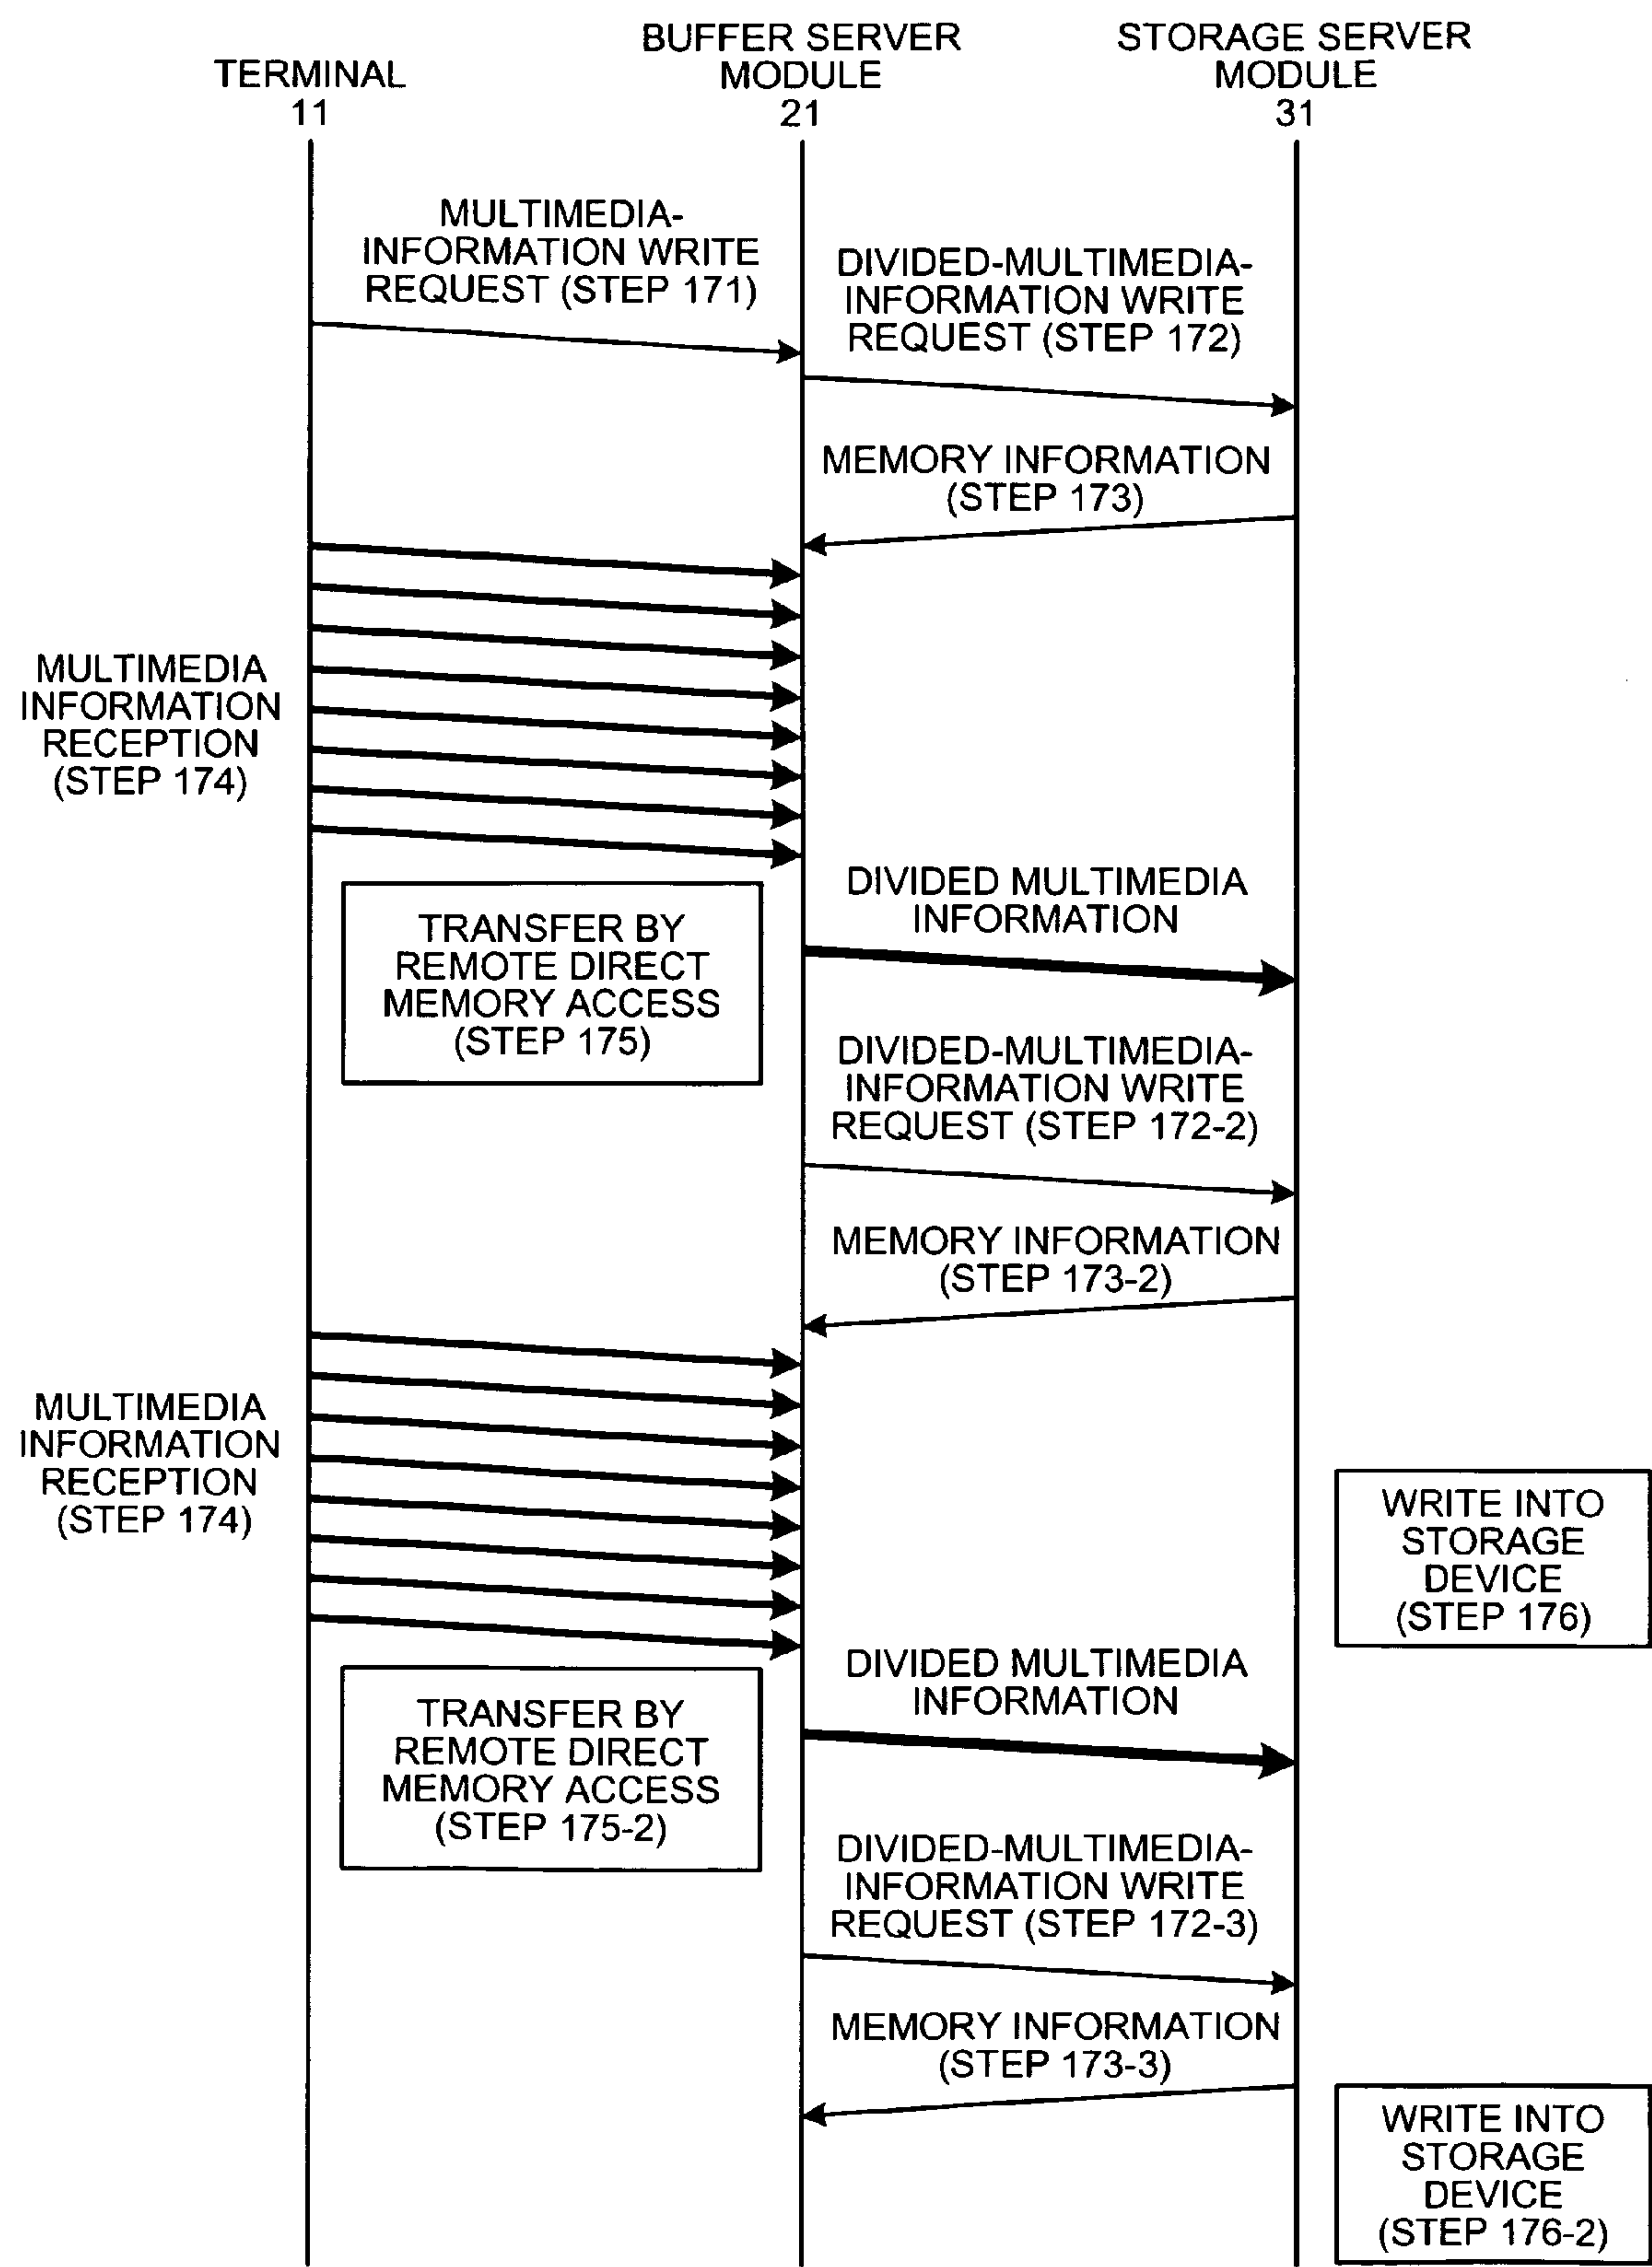 TERMINAL
11
BUFFER SERVER
MODULE
21
STORAGE SERVER
MODULE
31
MULTIMEDIA-
INFORMATION WRITE
REQUEST (STEP 171)
DIVIDED-MULTIMEDIA-
INFORMATION WRITE
REQUEST (STEP 172)
MEMORY INFORMATION
(STEP 173)
MULTIMEDIA
INFORMATION
RECEPTION
(STEP 174)
DIVIDED MULTIMEDIA
INFORMATION
TRANSFER BY
REMOTE DIRECT
MEMORY ACCESS
(STEP 175)
DIVIDED-MULTIMEDIA-
INFORMATION WRITE
REQUEST (STEP 172-2)
MEMORY INFORMATION
(STEP 173-2)
MULTIMEDIA
INFORMATION
RECEPTION
(STEP 174)
WRITE INTO
STORAGE
DEVICE
(STEP 176)
DIVIDED MULTIMEDIA
INFORMATION
TRANSFER BY
REMOTE DIRECT
MEMORY ACCESS
(STEP 175-2)
DIVIDED-MULTIMEDIA-
INFORMATION WRITE
REQUEST (STEP 172-3)
MEMORY INFORMATION
(STEP 173-3)
WRITE INTO
STORAGE
DEVICE
(STEP 176-2)